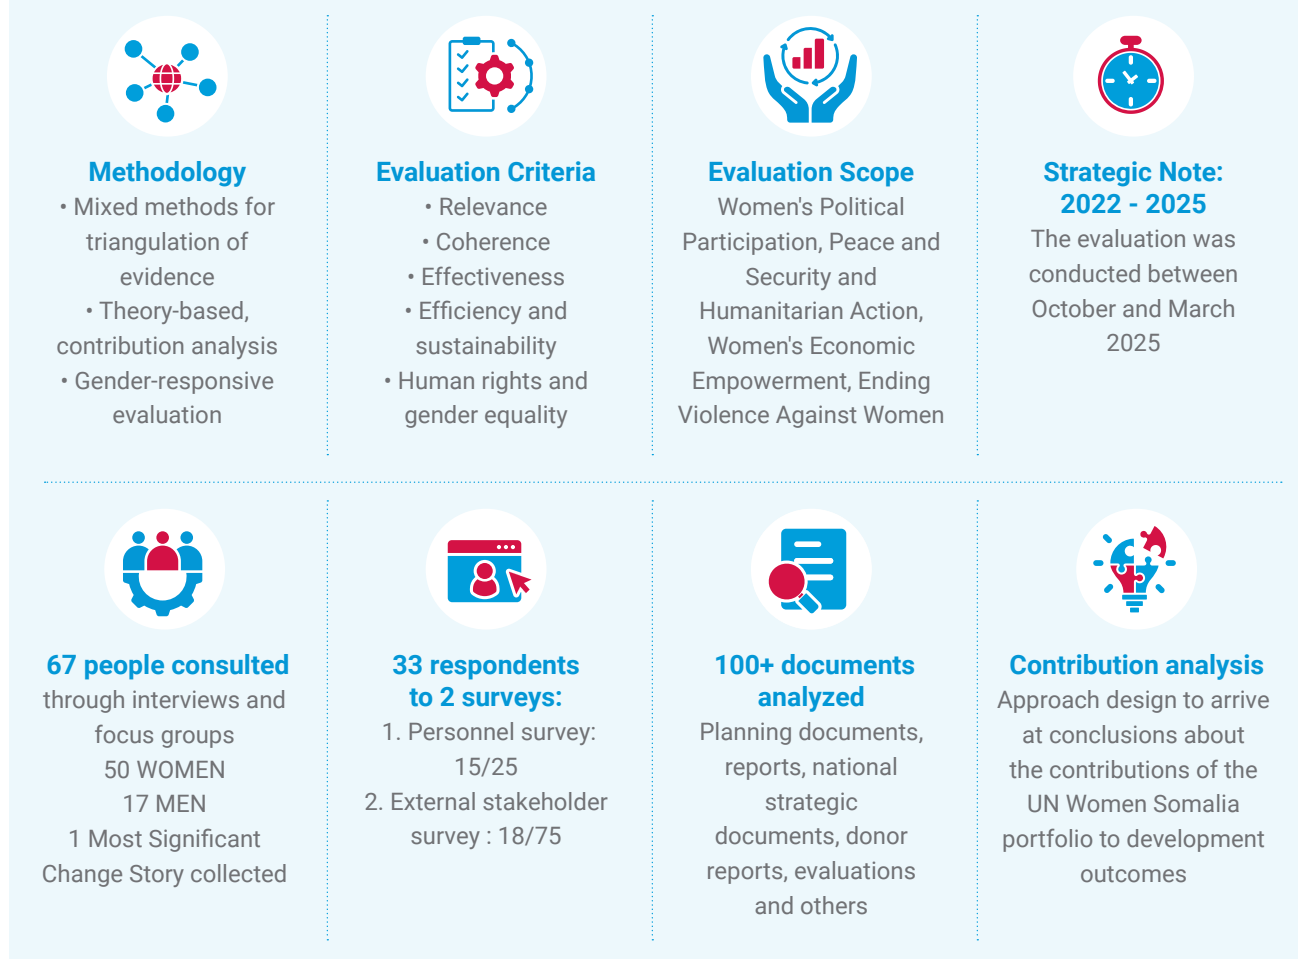 Methodology
• Mixed methods for
triangulation of
evidence
• Theory-based,
contribution analysis
• Gender-responsive
evaluation
Evaluation Criteria
• Relevance
• Coherence
• Effectiveness
• Efficiency and
sustainability
• Human rights and
gender equality
Evaluation Scope
Women's Political
Participation, Peace and
Security and
Humanitarian Action,
Women's Economic
Empowerment, Ending
Violence Against Women
Strategic Note:
2022 - 2025
The evaluation was
conducted between
October and March
2025
67 people consulted
through interviews and
focus groups
50 WOMEN
17 MEN
1 Most Significant
Change Story collected
33 respondents
to 2 surveys:
1. Personnel survey:
15/25
2. External stakeholder
survey : 18/75
100+ documents
analyzed
Planning documents,
reports, national
strategic
documents, donor
reports, evaluations
and others
Contribution analysis
Approach design to arrive
at conclusions about
the contributions of the
UN Women Somalia
portfolio to development
outcomes